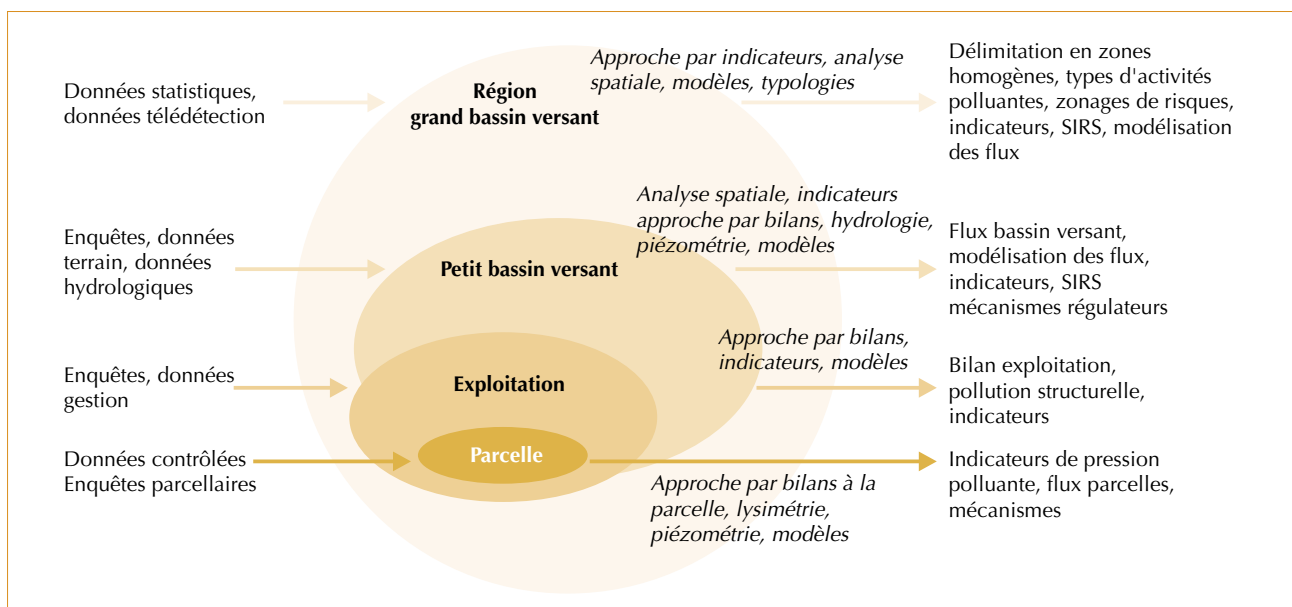 Données statistiques,
données télédétection
Région
grand bassin versant
Approche par indicateurs, analyse
spatiale, modèles, typologies
Délimitation en zones
homogènes, types d'activités
polluantes, zonages de risques,
indicateurs, SIRS, modélisation
des flux
Enquêtes, données
terrain, données
hydrologiques
Petit bassin versant
Analyse spatiale, indicateurs
approche par bilans, hydrologie,
piézométrie, modèles
Flux bassin versant,
modélisation des flux,
indicateurs, SIRS
mécanismes régulateurs
Enquêtes, données
gestion
Exploitation
Approche par bilans,
indicateurs, modèles
Bilan exploitation,
pollution structurelle,
indicateurs
Données contrôlées
Enquêtes parcellaires
Parcelle
Approche par bilans à la
parcelle, lysimétrie,
piézométrie, modèles
Indicateurs de pression
polluante, flux parcelles,
mécanismes